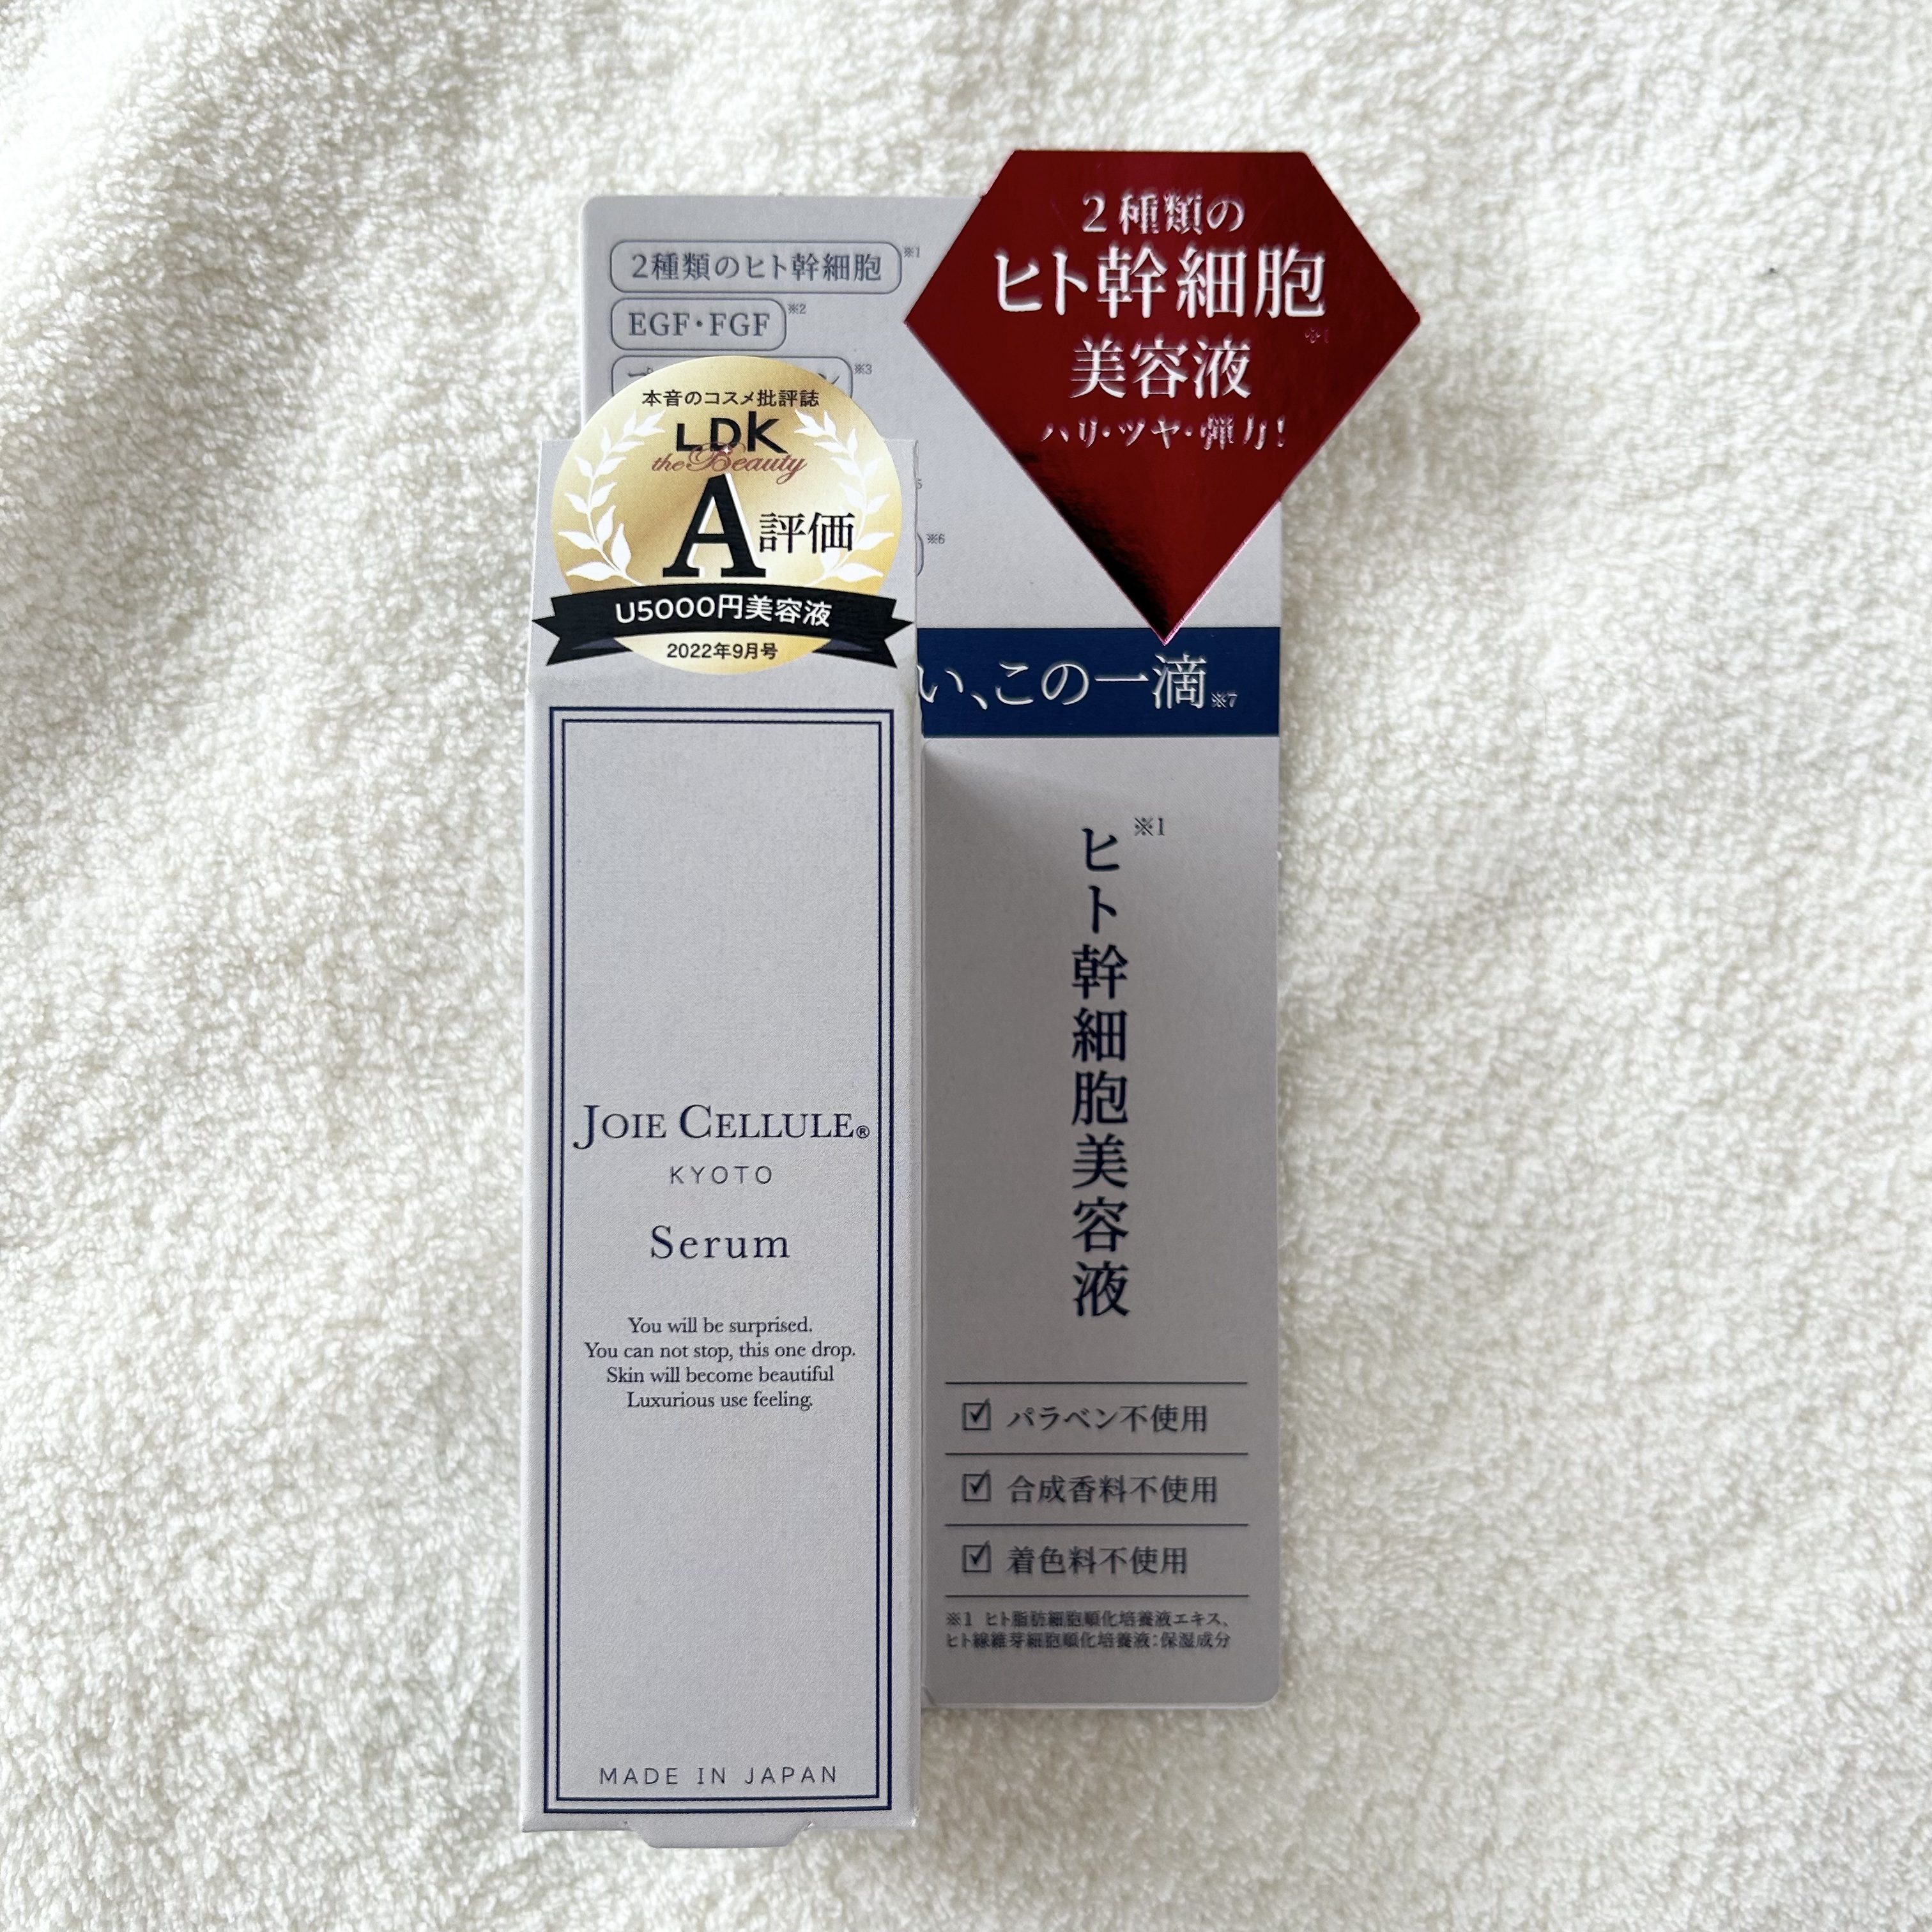 2種類の
ヒト幹細胞
※1
美容液
ハリ・ツヤ・弾力!
2種類のヒト幹細胞 ※1
EGF・FGF ※2
※3
※6
い、この一滴 ※7
本音のコスメ批評誌
LDK
the Beauty
A評価
U5000円美容液
2022年9月号
JOIE CELLULE®
KYOTO
Serum
You will be surprised.
You can not stop, this one drop.
Skin will become beautiful
Luxurious use feeling.
MADE IN JAPAN
ヒト幹細胞美容液 ※1
☑ パラベン不使用
☑ 合成香料不使用
☑ 着色料不使用
※1 ヒト脂肪細胞順化培養液エキス、
ヒト線維芽細胞順化培養液：保湿成分